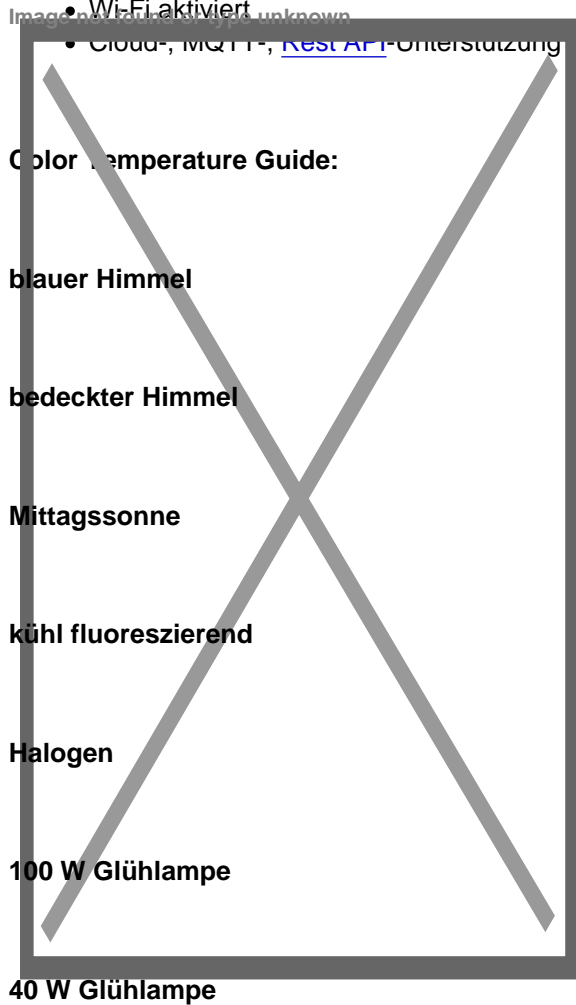 Wi-Fi aktiviert
Image not found or type unknown
Cloud-, MQTT-, Rest API-Unterstützung
Color Temperature Guide:
blauer Himmel
bedeckter Himmel
Mittagssonne
kühl fluoreszierend
Halogen
100 W Glühlampe
40 W Glühlampe